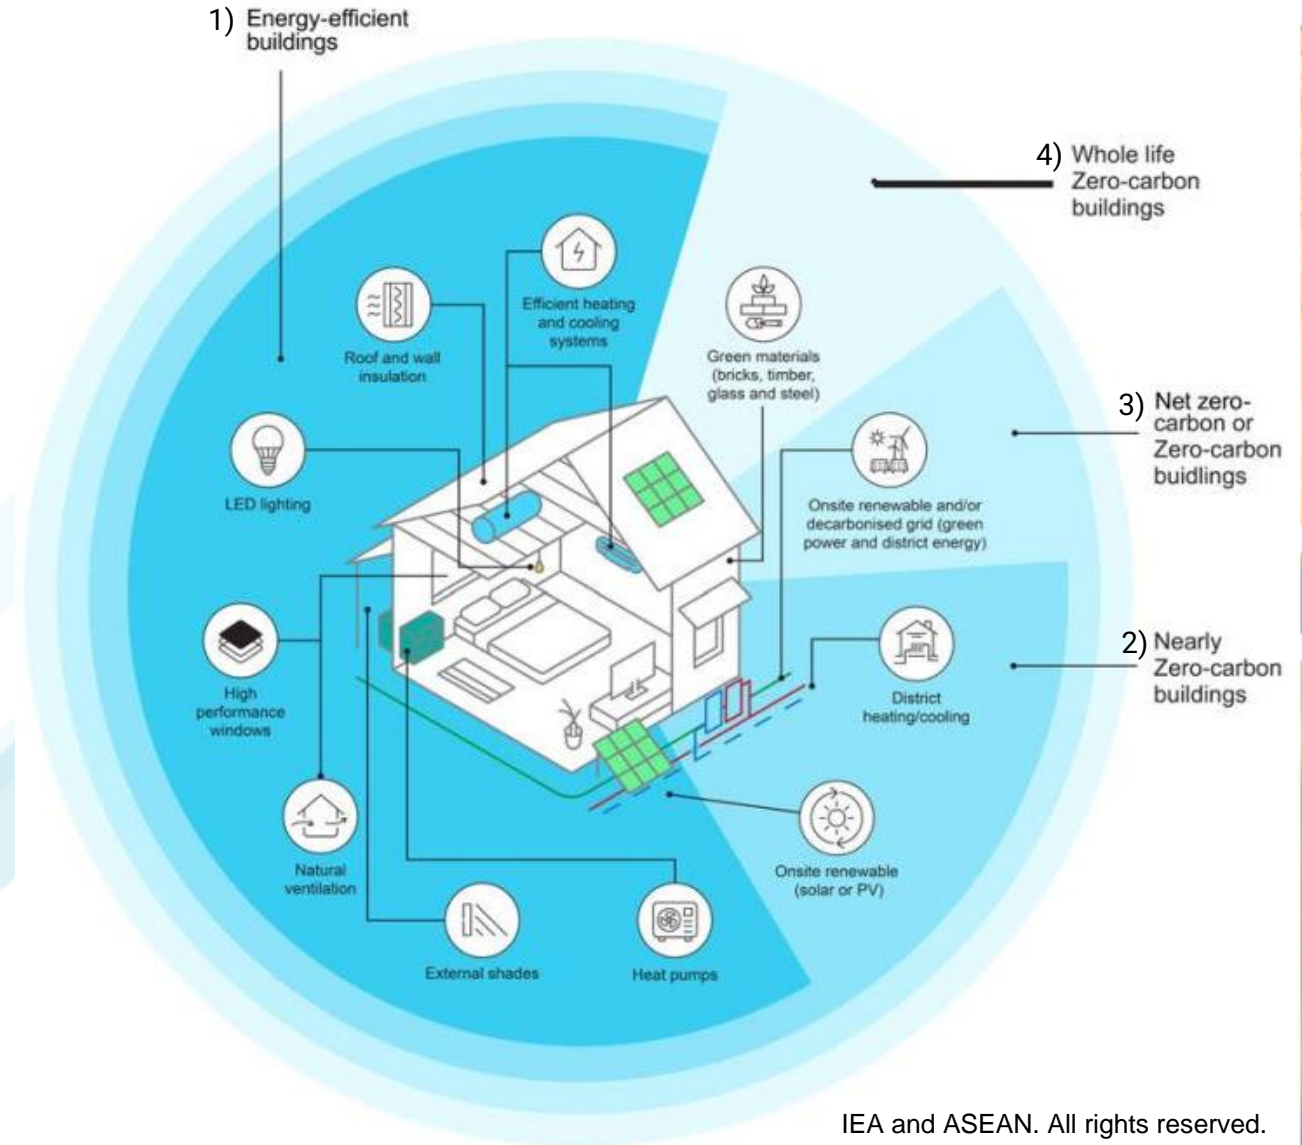 1) Energy-efficient
buildings
4) Whole life
Zero-carbon
buildings
Efficient heating
and cooling
systems
Roof and wall
insulation
Green materials
(bricks, timber,
glass and steel)
3) Net zero-
carbon or
Zero-carbon
buidlings
LED lighting
Onsite renewable and/or
decarbonised grid (green
power and district energy)
2) Nearly
Zero-carbon
buildings
High
performance
windows
District
heating/cooling
Natural
ventilation
Onsite renewable
(solar or PV)
External shades
Heat pumps
IEA and ASEAN. All rights reserved.